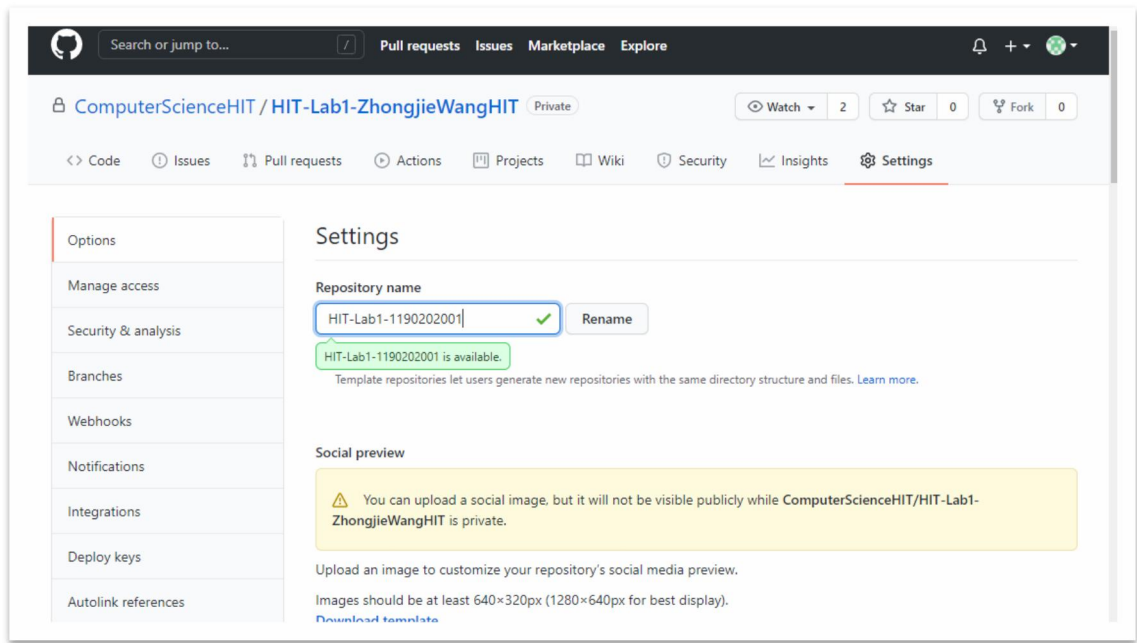 Search or jump to... /
Pull requests Issues Marketplace Explore
ComputerScienceHIT / HIT-Lab1-ZhongjieWangHIT Private
Watch 2 Star 0 Fork 0
Code Issues Pull requests Actions Projects Wiki Security Insights Settings
Options
Manage access
Security & analysis
Branches
Webhooks
Notifications
Integrations
Deploy keys
Autolink references
Settings
Repository name
HIT-Lab1-1190202001 Rename
HIT-Lab1-1190202001 is available.
Template repositories let users generate new repositories with the same directory structure and files. Learn more.
Social preview
You can upload a social image, but it will not be visible publicly while ComputerScienceHIT/HIT-Lab1-
ZhongjieWangHIT is private.
Upload an image to customize your repository's social media preview.
Images should be at least 640×320px (1280×640px for best display).
Download template